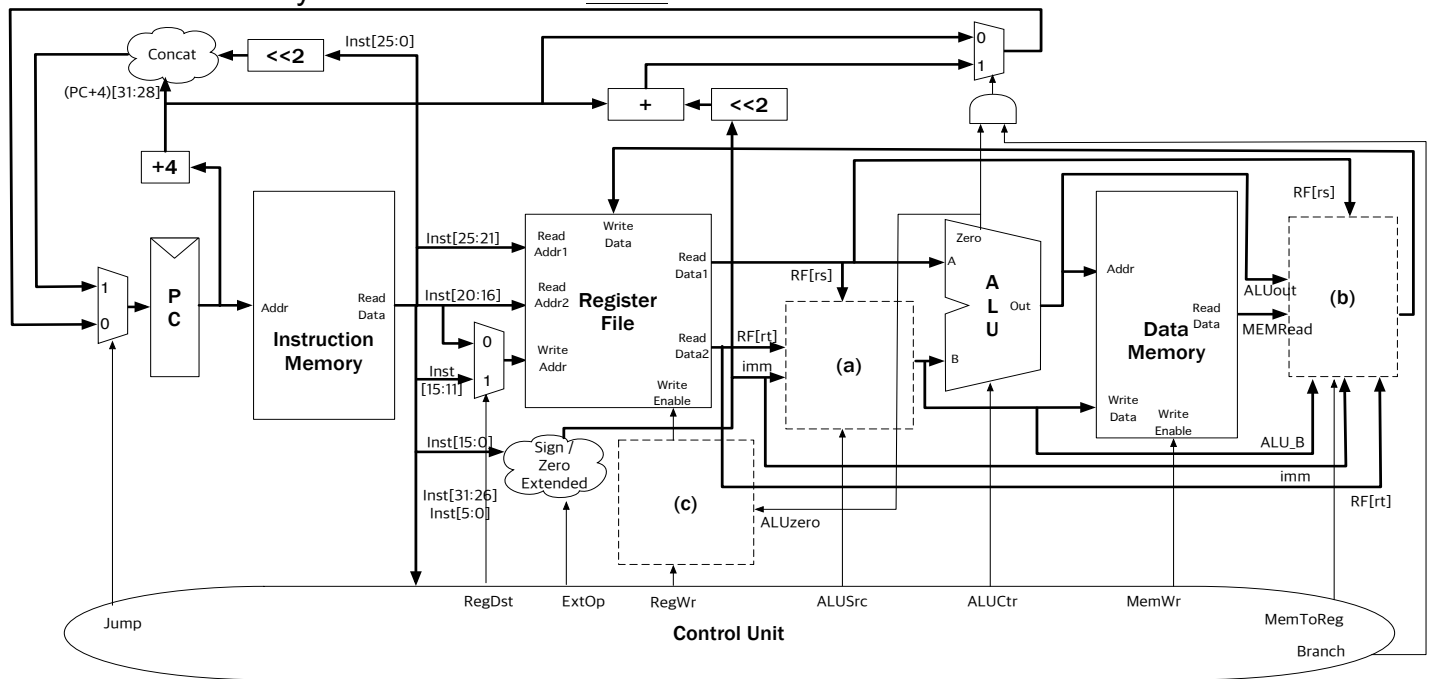 Concat
<<2
Inst[25:0]
0
1
(PC+4)[31:28]
+
<<2
+4
RF[rs]
Inst[25:21]
Read
Addr1
Write
Data
Read
Data1
Zero
A
RF[rs]
1
0
PC
Addr
Read
Data
Inst[20:16]
Read
Addr2
Register
File
ALU
Out
Addr
ALUout
(b)
Instruction
Memory
0
1
Write
Addr
Read
Data2
RF[rt]
(a)
B
Data
Memory
Read
Data
MEMRead
Inst
[15:11]
imm
Write
Enable
Write
Data
Write
Enable
Inst[15:0]
Sign /
Zero
Extended
ALU_B
imm
RF[rt]
Inst[31:26]
Inst[5:0]
(c)
ALUzero
Jump
RegDst
ExtOp
RegWr
ALUSrc
ALUCtr
MemWr
MemToReg
Branch
Control Unit